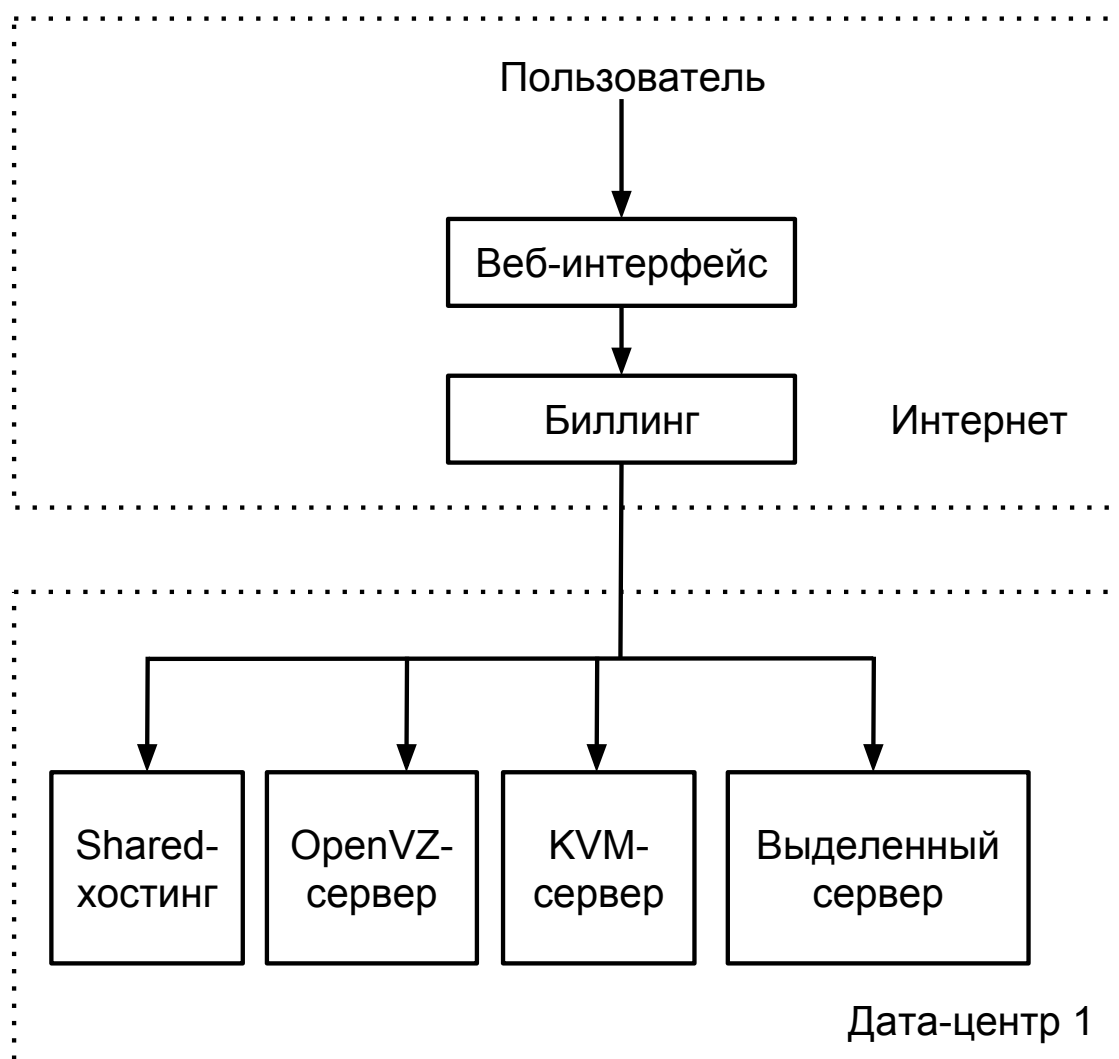 Пользователь
Веб-интерфейс
Биллинг
Интернет
Shared-
хостинг
OpenVZ-
сервер
KVM-
сервер
Выделенный
сервер
Дата-центр 1